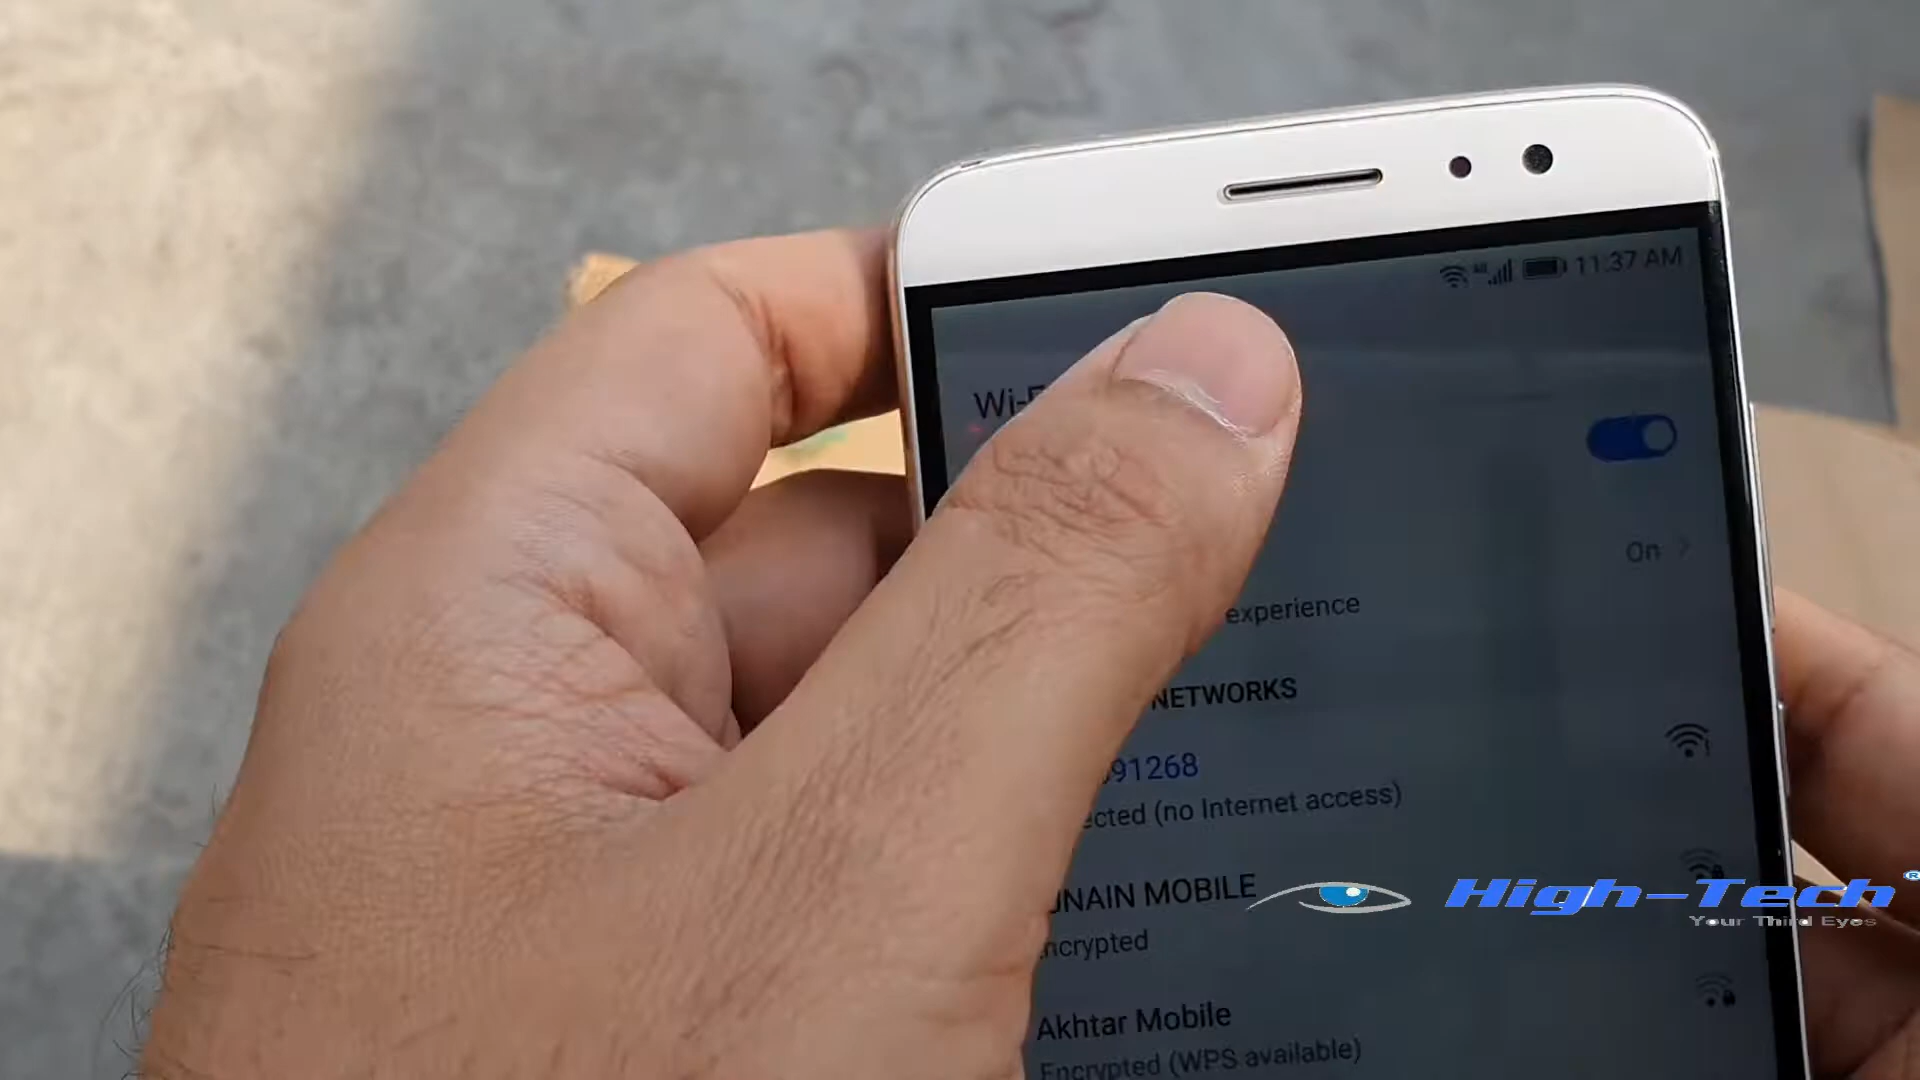 11:37 AM
Wi-F
On
experience
NETWORKS
91268
ected (no Internet access)
UNAIN MOBILE
ncrypted
Akhtar Mobile
Encrypted (WPS available)
High-Tech®
Your Third Eyes